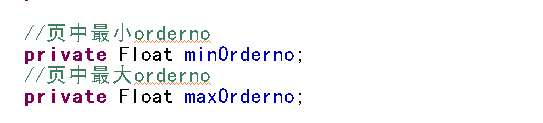 //页中最小orderno
private Float minOrderno;
//页中最大orderno
private Float maxOrderno;